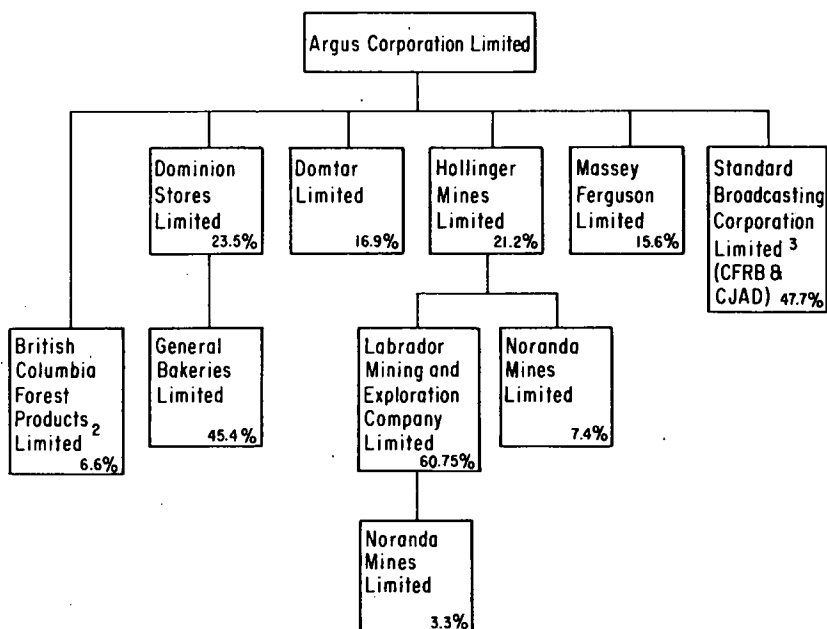 Argus Corporation Limited
Dominion
Stores
Limited
23.5%
Domtar
Limited
16.9%
Hollinger
Mines
Limited
21.2%
Massey
Ferguson
Limited
15.6%
Standard
Broadcasting
Corporation
Limited 3
(CFRB &
CJAD) 47.7%
British
Columbia
Forest
Products
Limited 2
6.6%
General
Bakeries
Limited
45.4%
Labrador
Mining and
Exploration
Company
Limited
60.75%
Noranda
Mines
Limited
7.4%
Noranda
Mines
Limited
3.3%